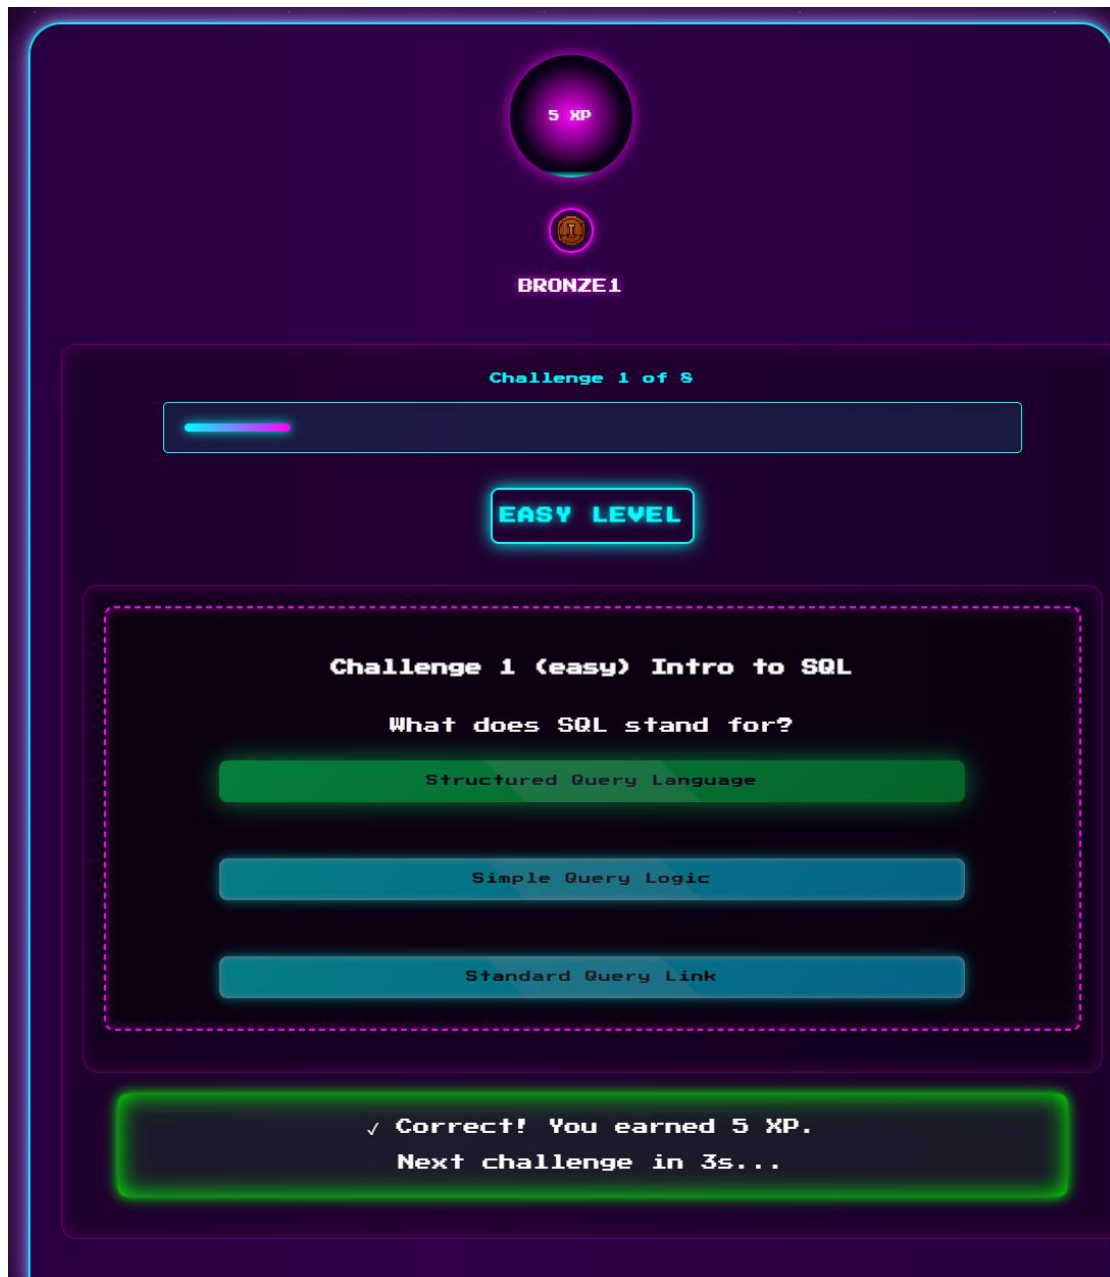 5 XP
I
BRONZE1
Challenge 1 of 8
EASY LEVEL
Challenge 1 (easy) Intro to SQL
What does SQL stand for?
Structured Query Language
Simple Query Logic
Standard Query Link
✓ Correct! You earned 5 XP.
Next challenge in 3s...